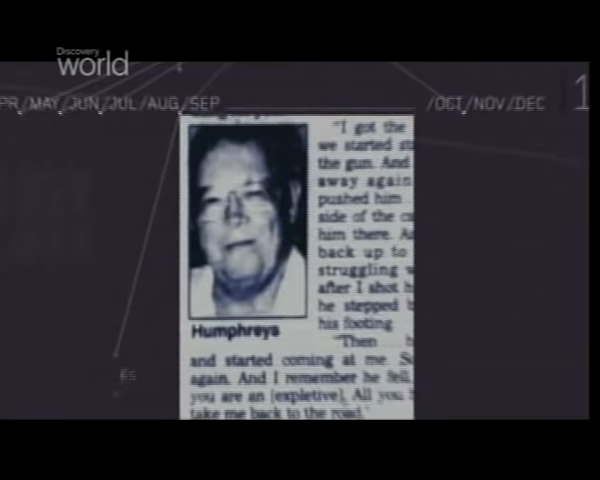 Discovery
world
PR/MAY/JUN/JUL/AUG/SEP
/OCT/NOV/DEC
1
"I got the
we started
the gun. And
away again
pushed him
side of the
him there.
back up to
struggling
after I shot
he stepped
his footing
"Then
Humphreys
and started coming at me.
again. And I remember he fell,
you are an [expletive]. All you
take me back to the road.'